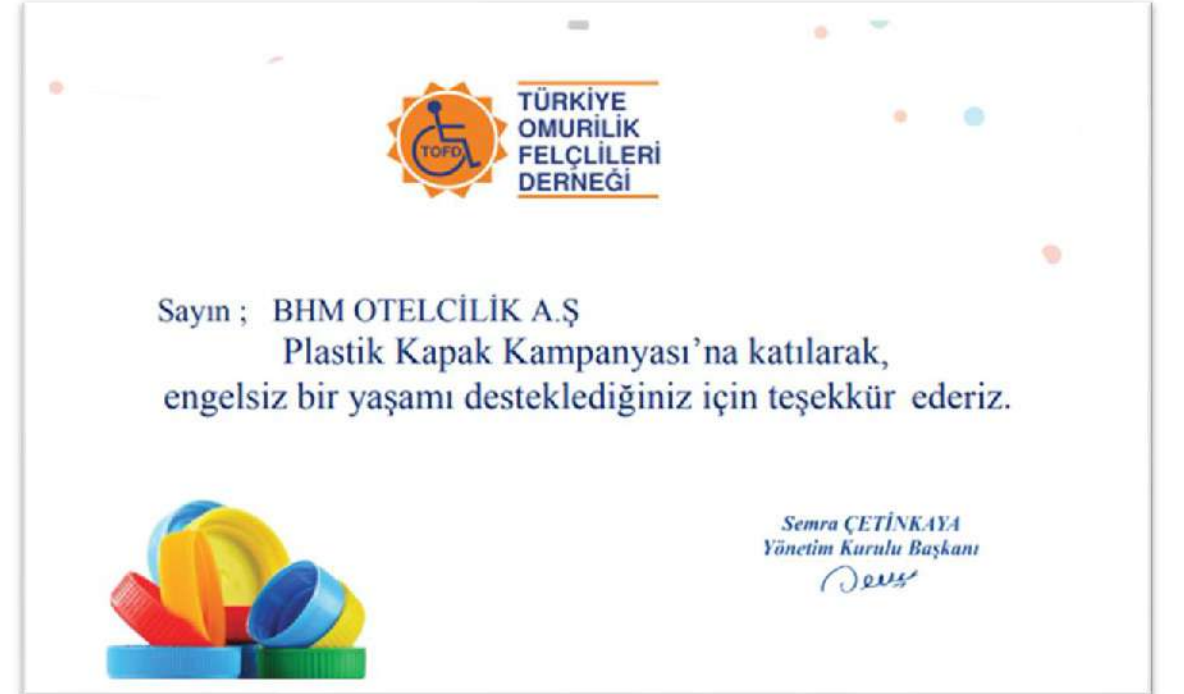 TOFD
TÜRKİYE
OMURİLİK
FELÇLİLERİ
DERNEĞİ
Sayın ; BHM OTELCİLİK A.Ş
Plastik Kapak Kampanyası’na katılarak,
engelsiz bir yaşamı desteklediğiniz için teşekkür ederiz.
Semra ÇETİNKAYA
Yönetim Kurulu Başkanı